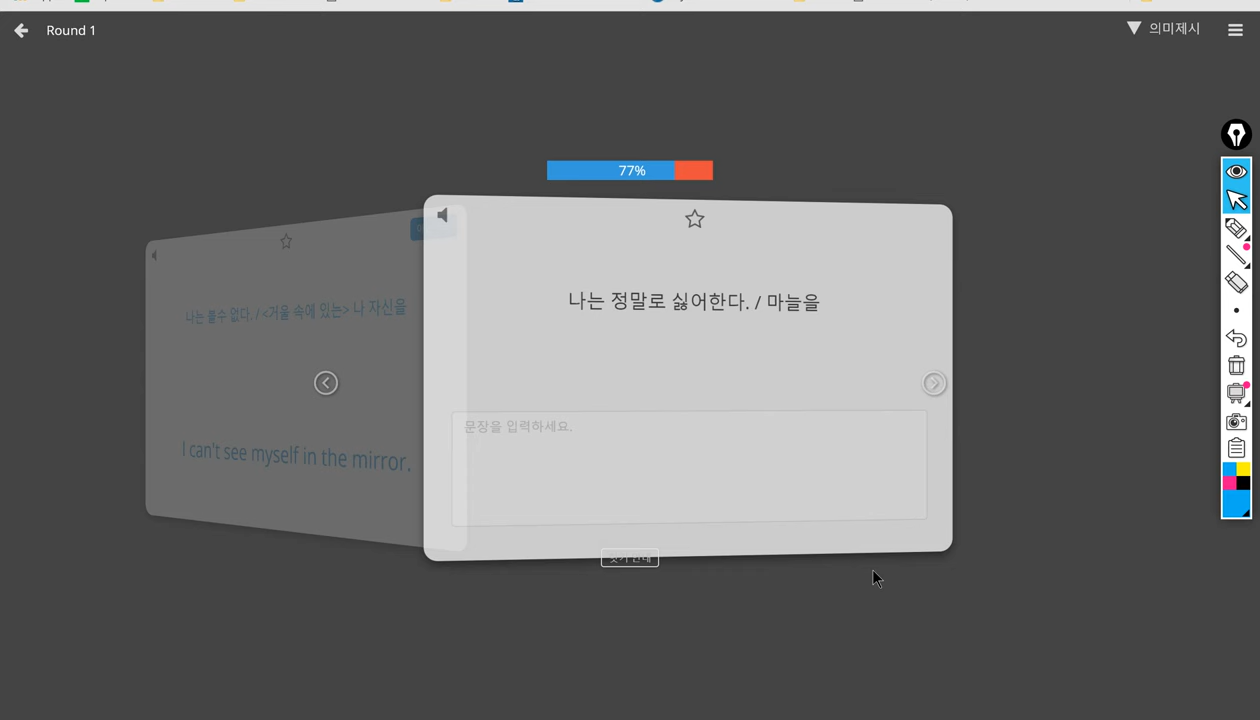 Round 1
의미제시
77%
나는 정말로 싫어한다. / 마늘을
문장을 입력하세요.
나는 볼수 없다. / <거울 속에 있는> 나 자신을
I can't see myself in the mirror.